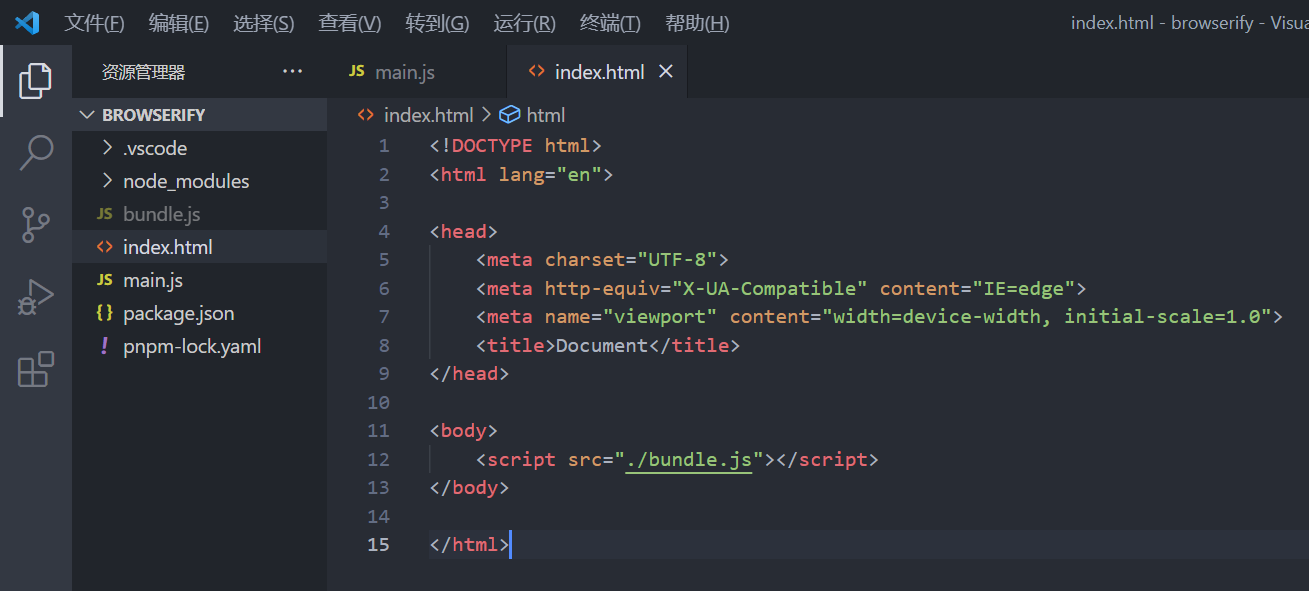 文件(F) 编辑(E) 选择(S) 查看(V) 转到(G) 运行(R) 终端(T) 帮助(H) index.html - browserify - Visua
资源管理器 ···
JS main.js
<> index.html ×
BROWSERIFY
.vscode
node_modules
JS bundle.js
<> index.html
JS main.js
{} package.json
! pnpm-lock.yaml
<> index.html > html
1 <!DOCTYPE html>
2 <html lang="en">
3
4 <head>
5     <meta charset="UTF-8">
6     <meta http-equiv="X-UA-Compatible" content="IE=edge">
7     <meta name="viewport" content="width=device-width, initial-scale=1.0">
8     <title>Document</title>
9 </head>
10
11 <body>
12     <script src="./bundle.js"></script>
13 </body>
14
15 </html>